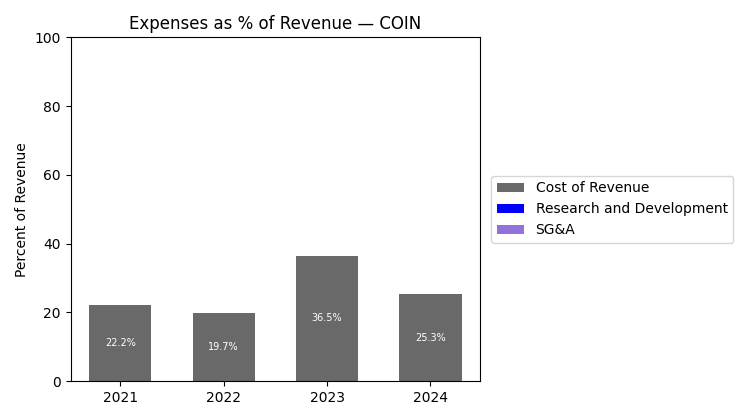 Expenses as % of Revenue — COIN
Percent of Revenue
100
80
60
40
20
0
22.2%
19.7%
36.5%
25.3%
2021
2022
2023
2024
Cost of Revenue
Research and Development
SG&A